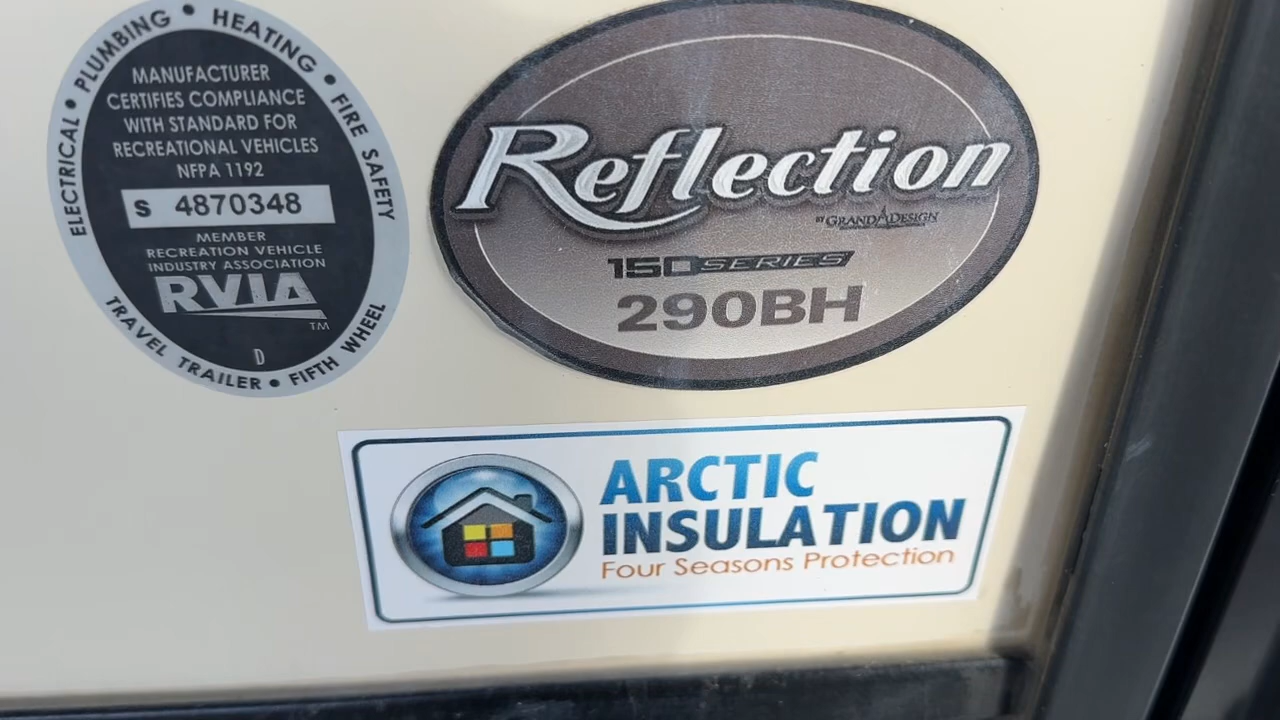 ELECTRICAL • PLUMBING • HEATING • FIRE SAFETY
MANUFACTURER
CERTIFIES COMPLIANCE
WITH STANDARD FOR
RECREATIONAL VEHICLES
NFPA 1192
S 4870348
MEMBER
RECREATION VEHICLE
INDUSTRY ASSOCIATION
RVIA
TM
D
TRAVEL TRAILER • FIFTH WHEEL
Reflection
BY GRAND DESIGN
150 SERIES
290BH
ARCTIC
INSULATION
Four Seasons Protection